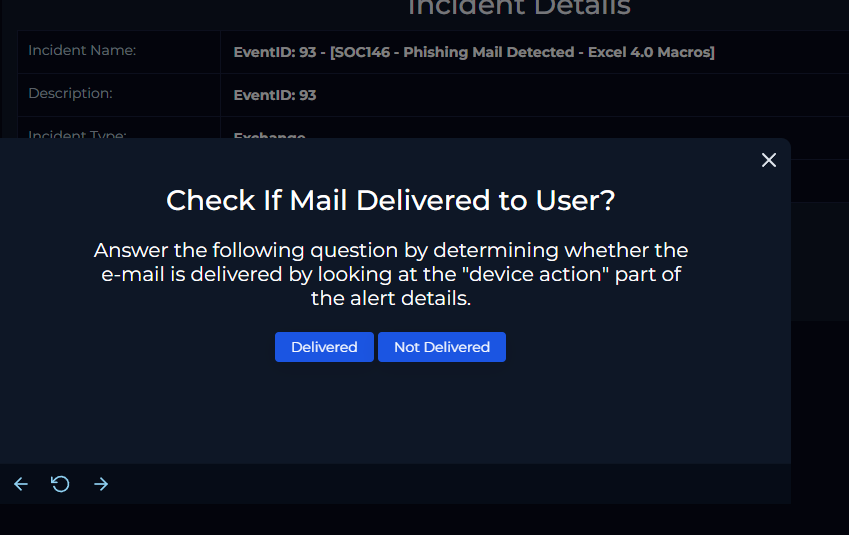 Incident Details
Incident Name:
EventID: 93 - [SOC146 - Phishing Mail Detected - Excel 4.0 Macros]
Description:
EventID: 93
Incident Type:
Exchange
Check If Mail Delivered to User?
Answer the following question by determining whether the
e-mail is delivered by looking at the "device action" part of
the alert details.
Delivered
Not Delivered